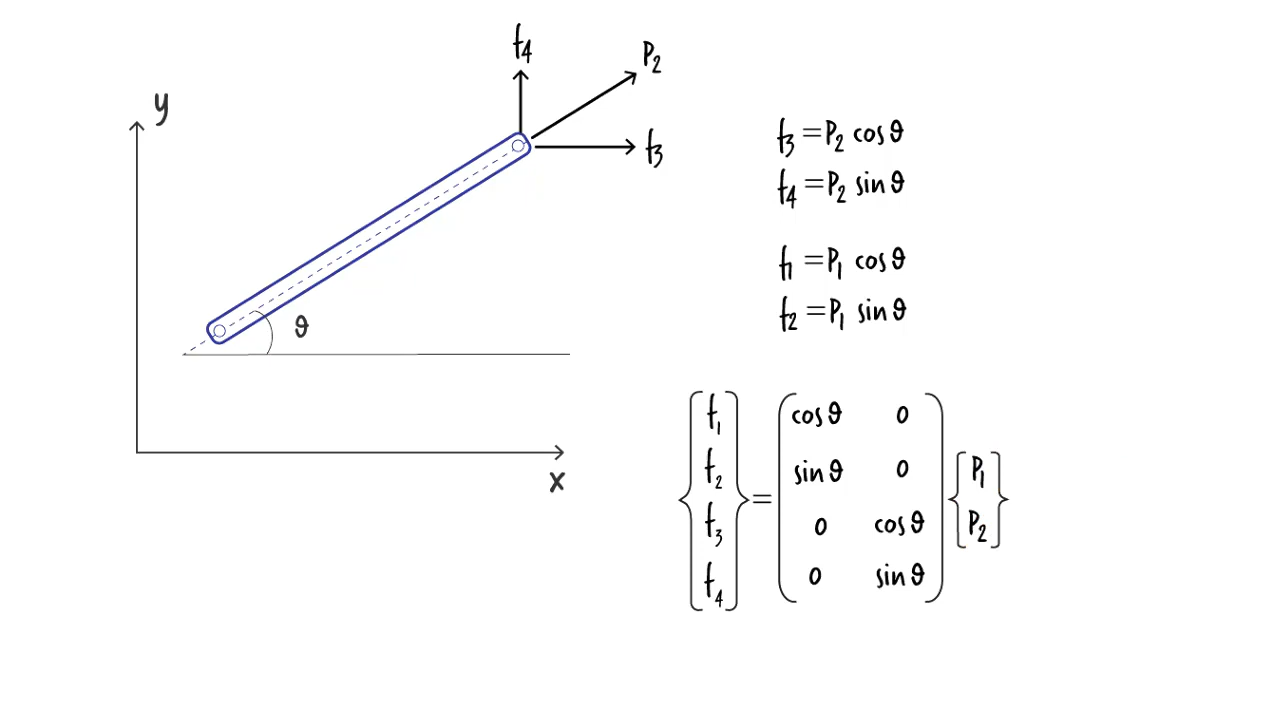 f4
P2
y
f3
ϑ
x
f3 = P2 cos ϑ
f4 = P2 sin ϑ
f1 = P1 cos ϑ
f2 = P1 sin ϑ
{f1 f2 f3 f4} = (cos ϑ 0
sin ϑ 0
0 cos ϑ
0 sin ϑ) {P1 P2}